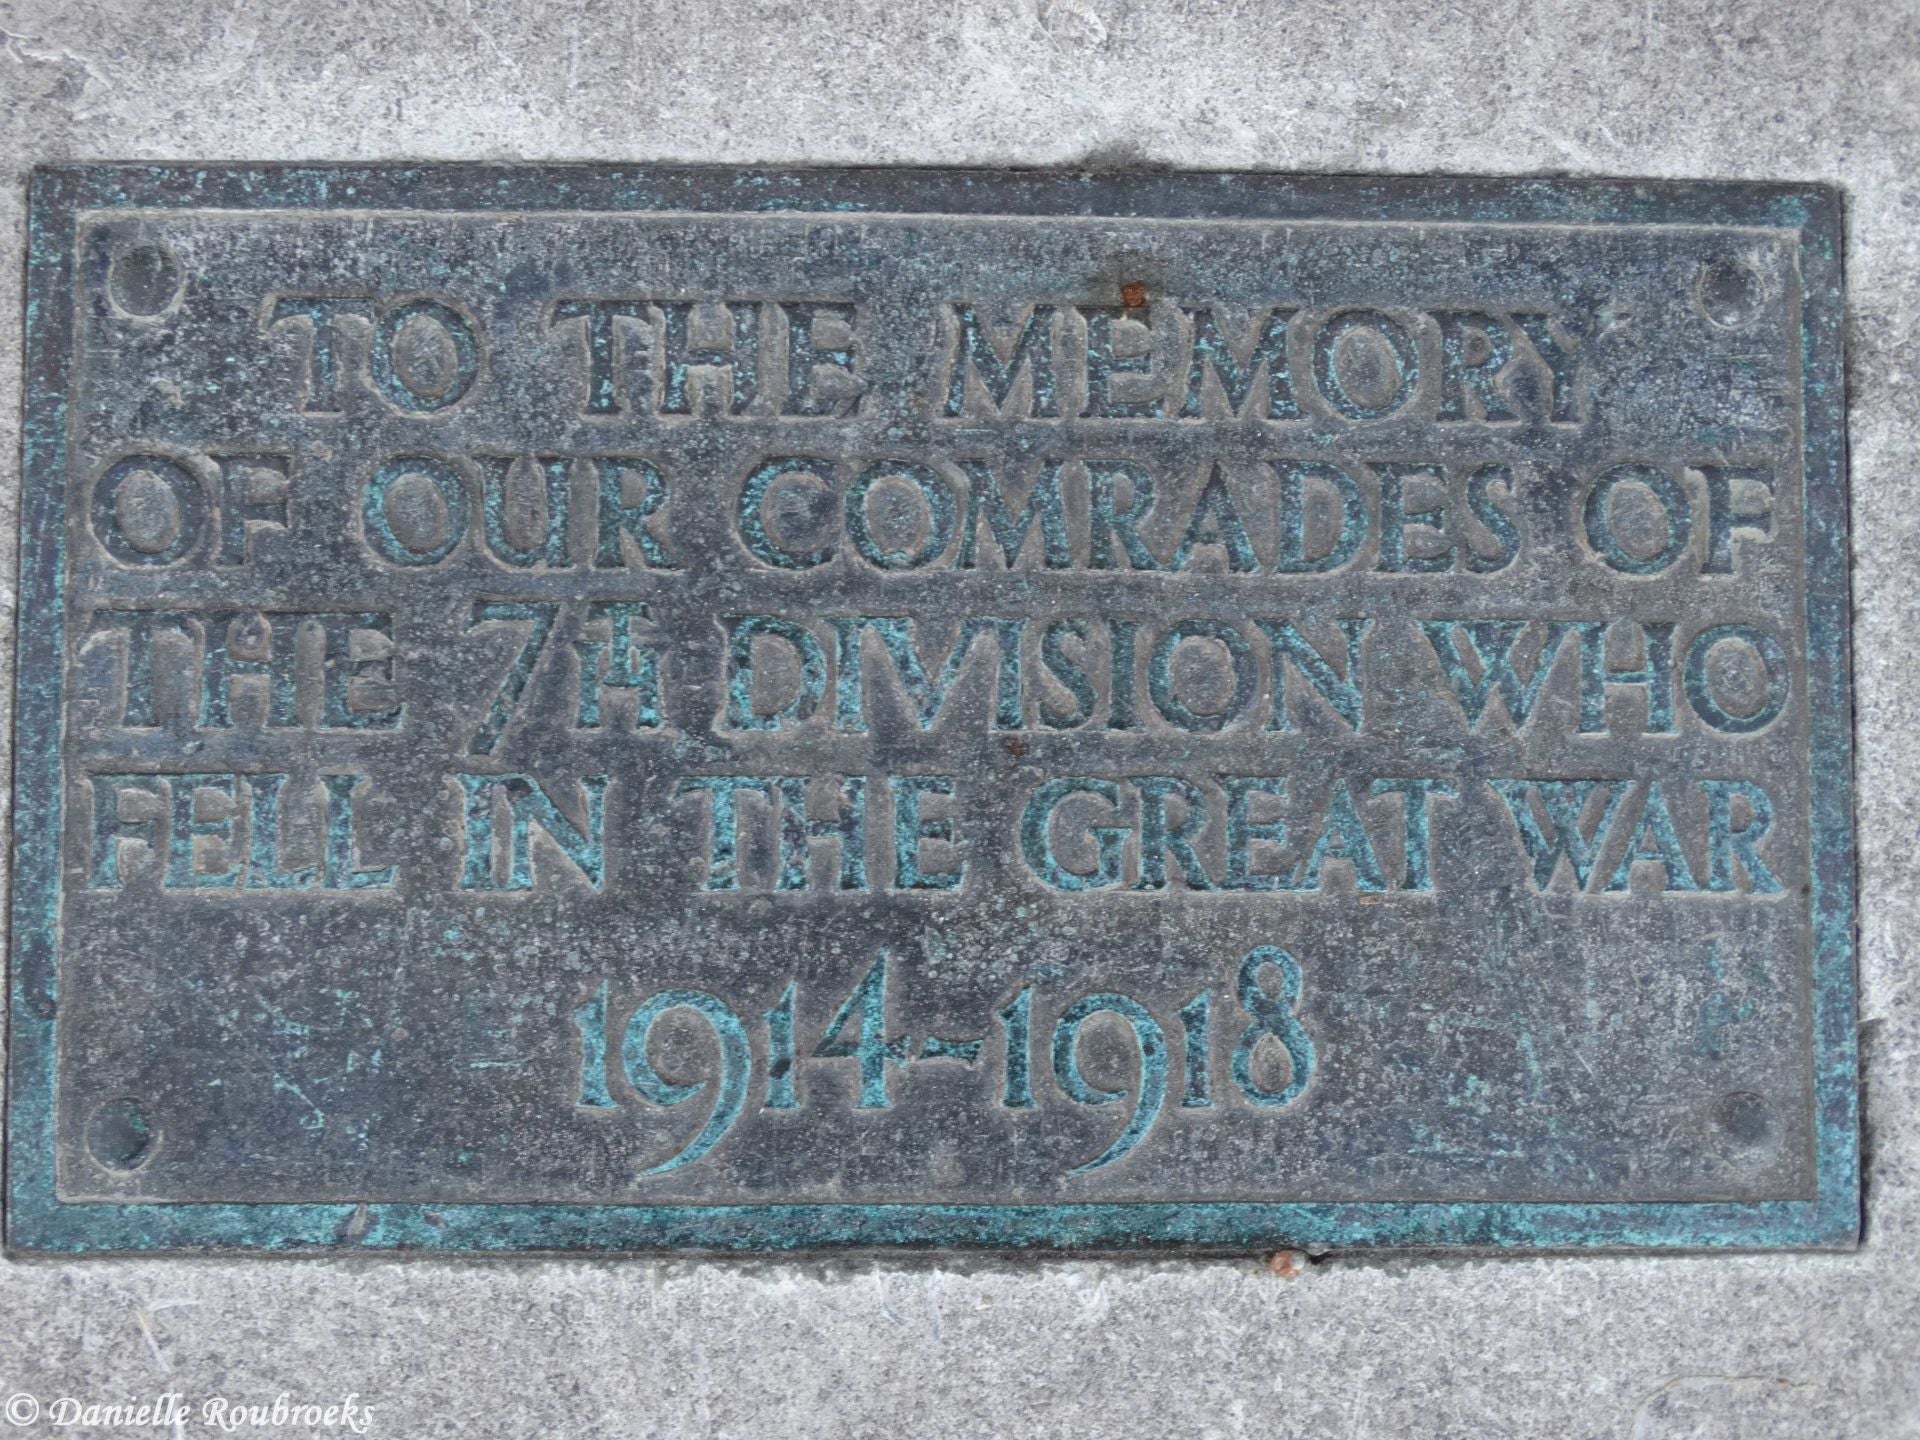 TO THE MEMORY
OF OUR COMRADES OF
THE 7th DIVISION WHO
FELL IN THE GREAT WAR
1914-1918
© Danielle Roubroeks